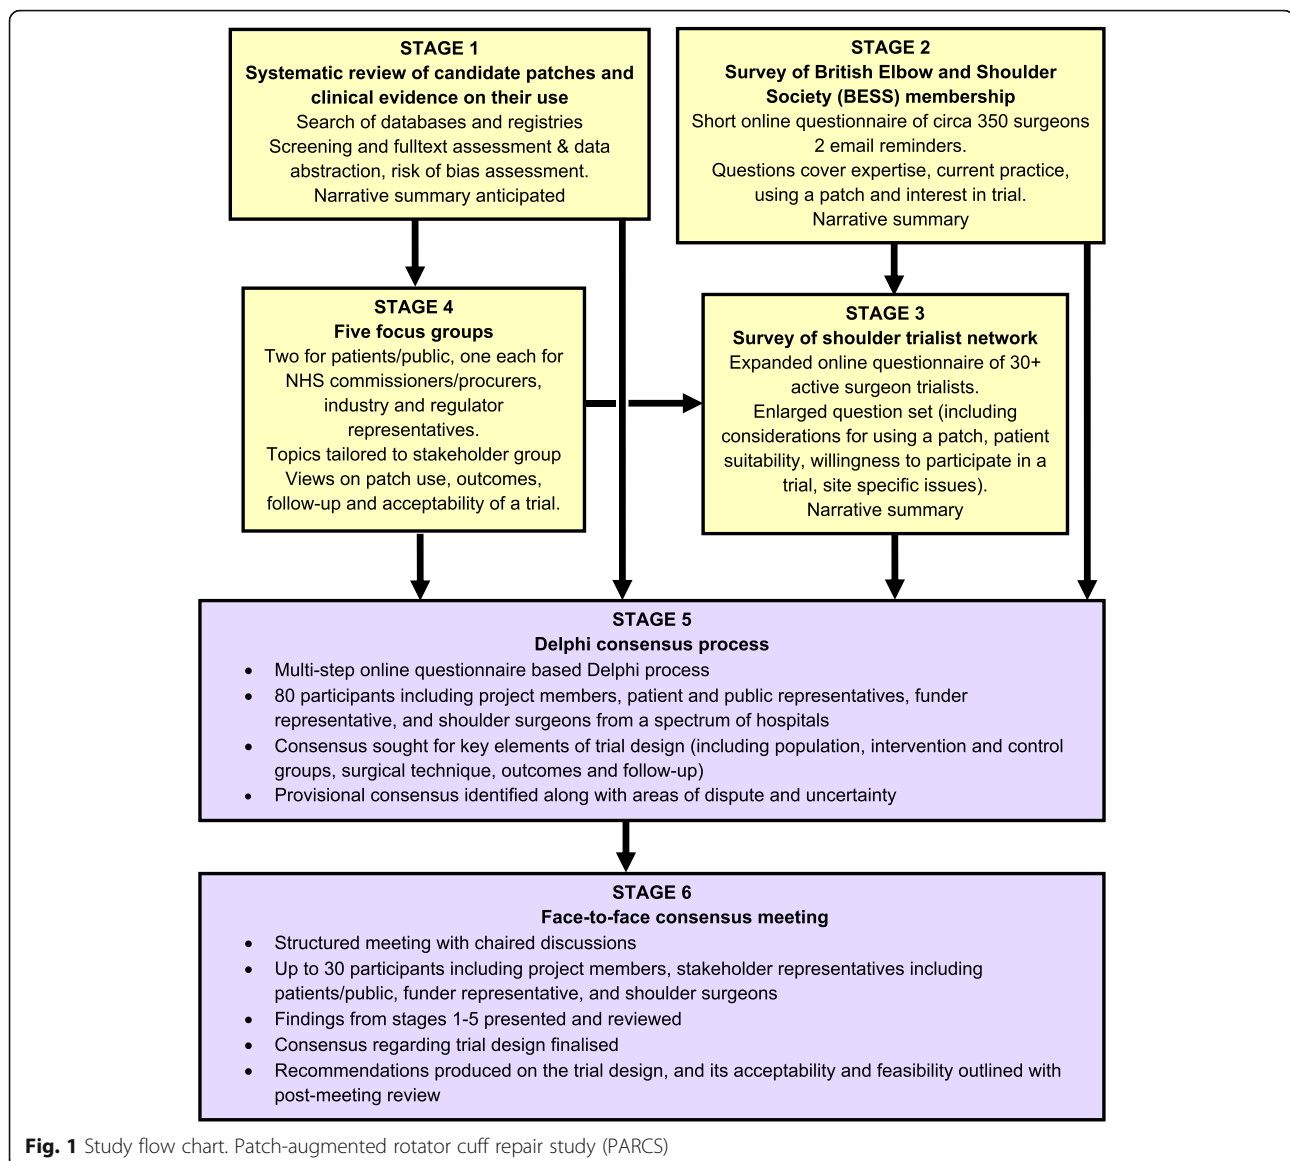 STAGE 1
Systematic review of candidate patches and
clinical evidence on their use
Search of databases and registries
Screening and fulltext assessment & data
abstraction, risk of bias assessment.
Narrative summary anticipated
STAGE 2
Survey of British Elbow and Shoulder
Society (BESS) membership
Short online questionnaire of circa 350 surgeons
2 email reminders.
Questions cover expertise, current practice,
using a patch and interest in trial.
Narrative summary
STAGE 4
Five focus groups
Two for patients/public, one each for
NHS commissioners/procurers,
industry and regulator
representatives.
Topics tailored to stakeholder group
Views on patch use, outcomes,
follow-up and acceptability of a trial.
STAGE 3
Survey of shoulder trialist network
Expanded online questionnaire of 30+
active surgeon trialists.
Enlarged question set (including
considerations for using a patch, patient
suitability, willingness to participate in a
trial, site specific issues).
Narrative summary
STAGE 5
Delphi consensus process
• Multi-step online questionnaire based Delphi process
• 80 participants including project members, patient and public representatives, funder
representative, and shoulder surgeons from a spectrum of hospitals
• Consensus sought for key elements of trial design (including population, intervention and control
groups, surgical technique, outcomes and follow-up)
• Provisional consensus identified along with areas of dispute and uncertainty
STAGE 6
Face-to-face consensus meeting
• Structured meeting with chaired discussions
• Up to 30 participants including project members, stakeholder representatives including
patients/public, funder representative, and shoulder surgeons
• Findings from stages 1-5 presented and reviewed
• Consensus regarding trial design finalised
• Recommendations produced on the trial design, and its acceptability and feasibility outlined with
post-meeting review
Fig. 1 Study flow chart. Patch-augmented rotator cuff repair study (PARCS)